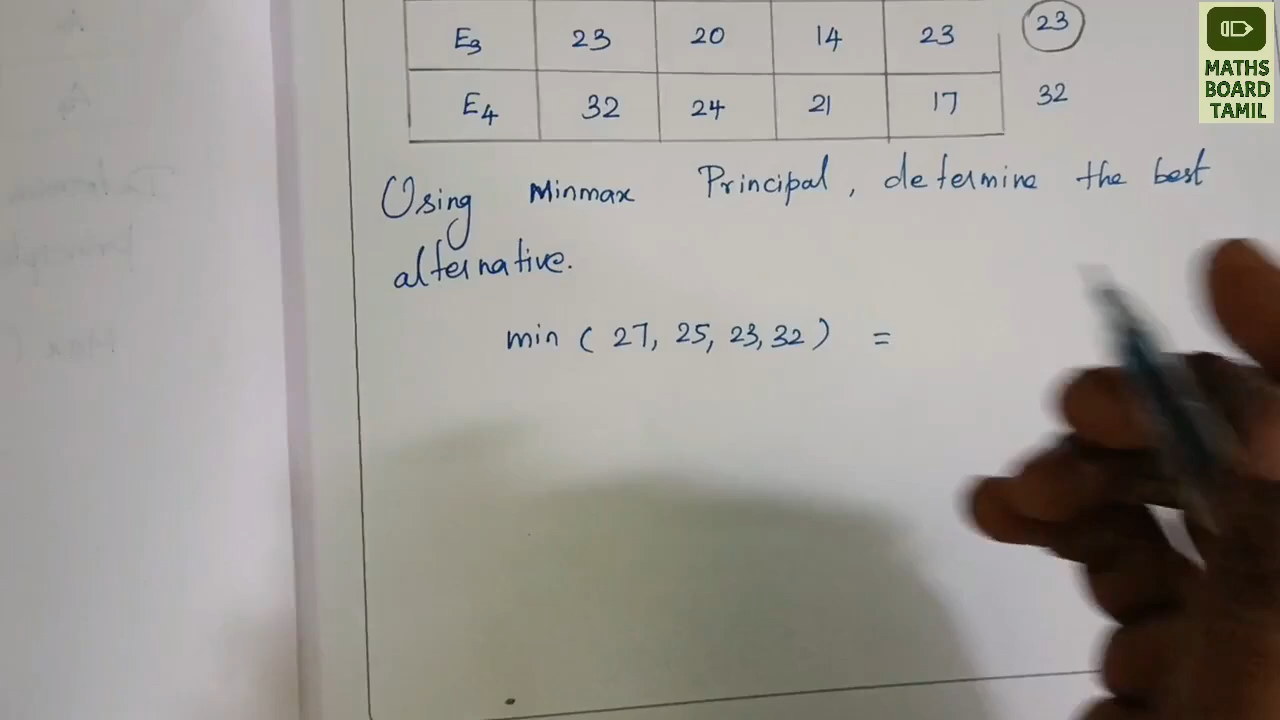 E3 23 20 14 23 23
E4 32 24 21 17 32
Using Minmax Principal, determine the best
alternative.
min ( 27, 25, 23, 32 ) =
MATHS
BOARD
TAMIL